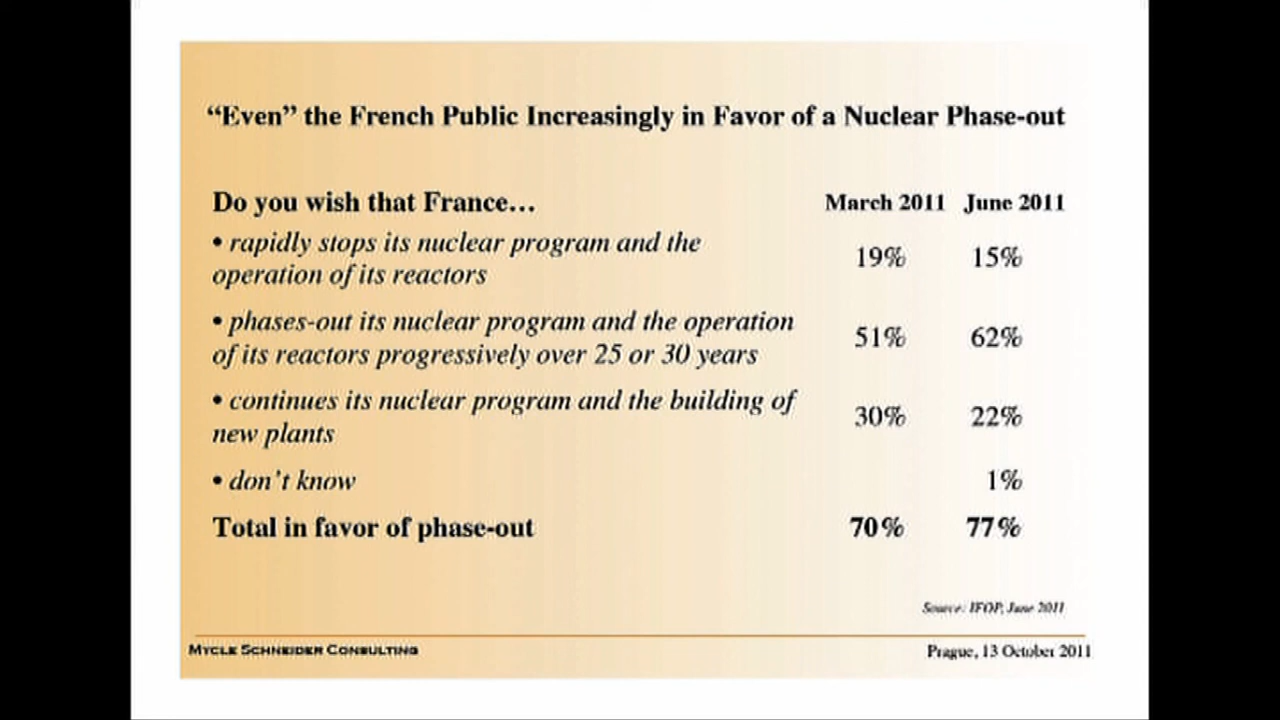 “Even” the French Public Increasingly in Favor of a Nuclear Phase-out
Do you wish that France… March 2011 June 2011
• rapidly stops its nuclear program and the
operation of its reactors 19% 15%
• phases-out its nuclear program and the operation
of its reactors progressively over 25 or 30 years 51% 62%
• continues its nuclear program and the building of
new plants 30% 22%
• don’t know 1%
Total in favor of phase-out 70% 77%
Source: IFOP, June 2011
Mycle Schneider Consulting Prague, 13 October 2011